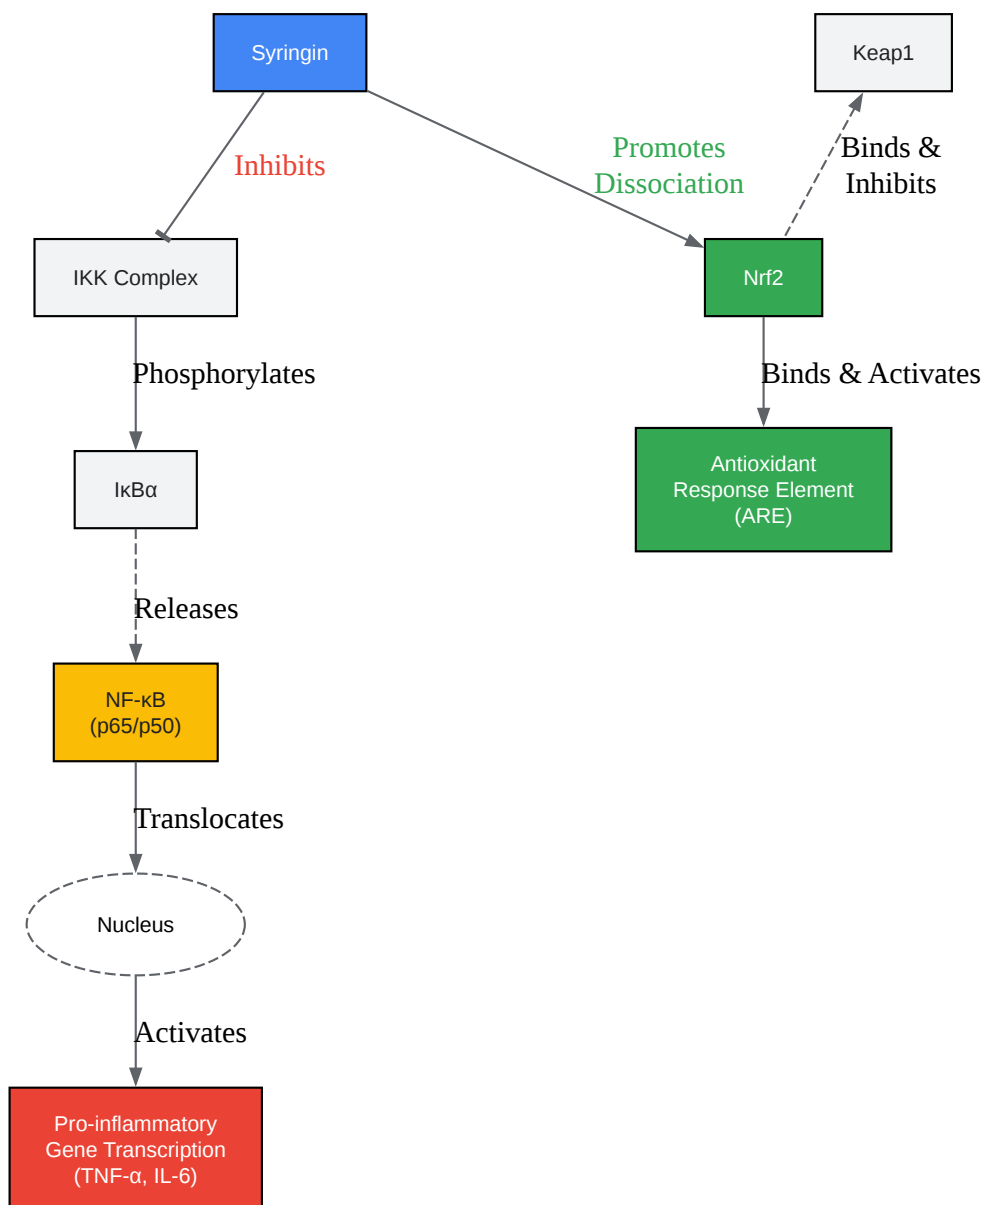 Syringin
Keap1
Inhibits
Promotes
Dissociation
Binds &
Inhibits
IKK Complex
Nrf2
Phosphorylates
Binds & Activates
IκBα
Antioxidant
Response Element
(ARE)
Releases
NF-κB
(p65/p50)
Translocates
Nucleus
Activates
Pro-inflammatory
Gene Transcription
(TNF-α, IL-6)